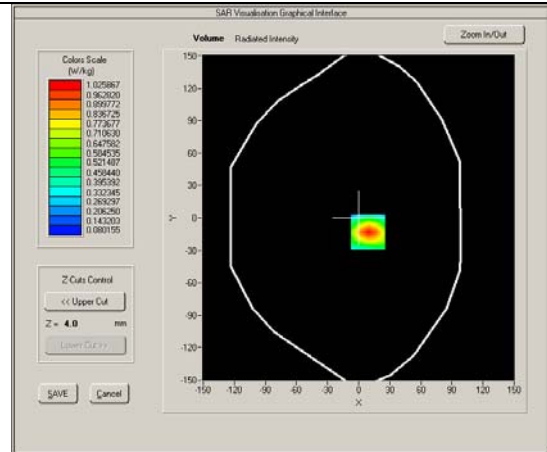 SAR Visualisation Graphical Interface
Volume Radiated Intensity
Zoom In/Out
Colors Scale
(W/kg)
1.025867
0.962820
0.899772
0.836725
0.773677
0.710630
0.647582
0.584535
0.521487
0.458440
0.395392
0.332345
0.269297
0.206250
0.143203
0.080155
Z Cuts Control
<< Upper Cut
Z = 4.0 mm
Lower Cut >>
SAVE Cancel
150-
120-
90-
60-
30-
0-
-30-
-60-
-90-
-120-
-150-
Y
-150 -120 -90 -60 -30 0 30 60 90 120 150
X